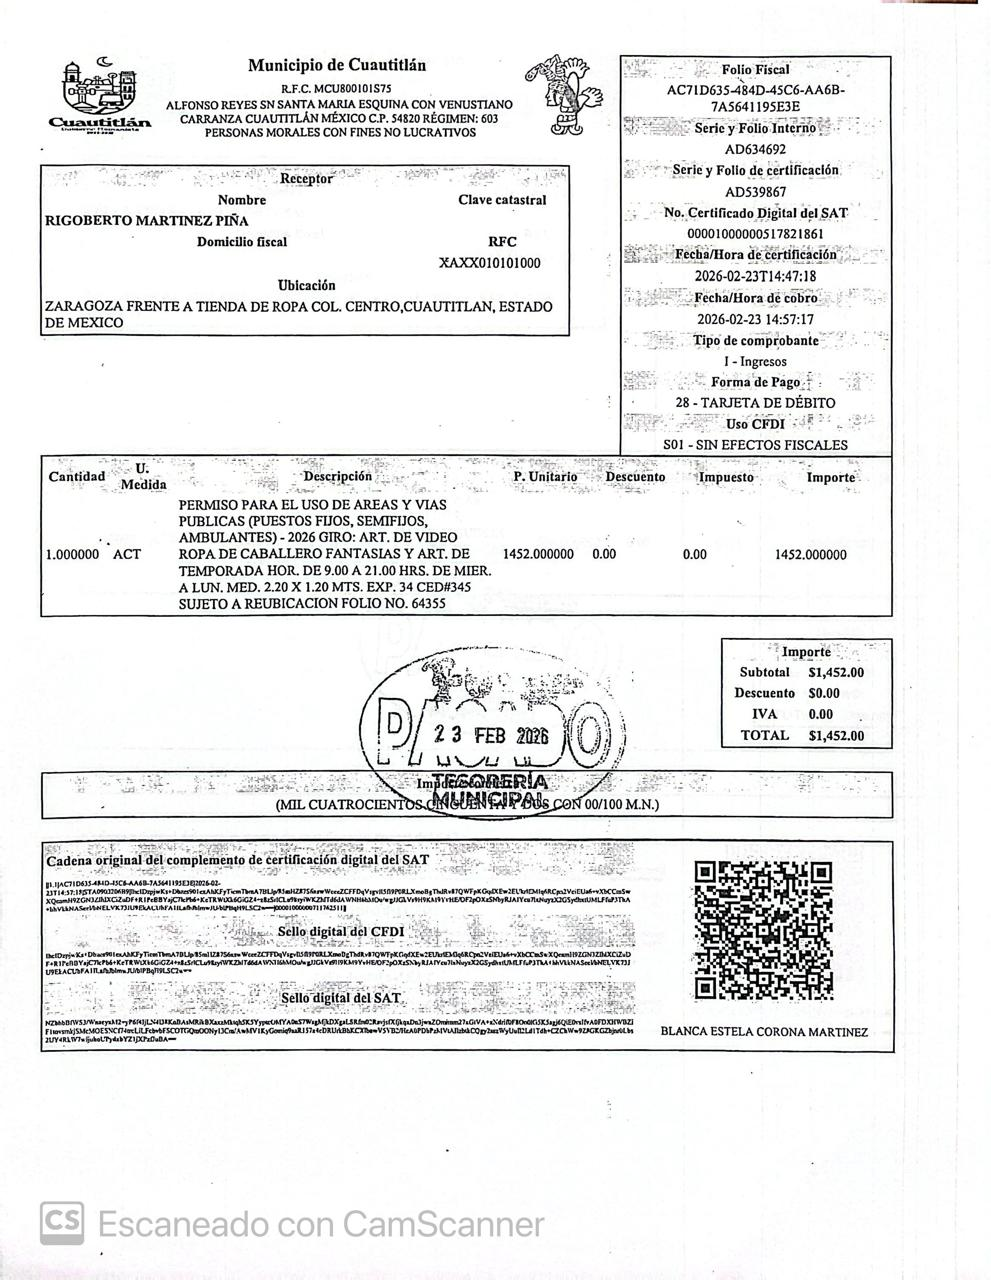 Municipio de Cuautitlán
R.F.C. MCU800101S75
ALFONSO REYES SN SANTA MARIA ESQUINA CON VENUSTIANO
CARRANZA CUAUTITLÁN MÉXICO C.P. 54820 RÉGIMEN: 603
PERSONAS MORALES CON FINES NO LUCRATIVOS
Cuautitlán
Folio Fiscal
AC71D635-484D-45C6-AA6B-
7A5641195E3E
Serie y Folio Interno
AD634692
Serie y Folio de certificación
AD539867
No. Certificado Digital del SAT
00001000000517821861
Fecha/Hora de certificación
2026-02-23T14:47:18
Fecha/Hora de cobro
2026-02-23 14:57:17
Tipo de comprobante
I - Ingresos
Forma de Pago
28 - TARJETA DE DÉBITO
Uso CFDI
S01 - SIN EFECTOS FISCALES
Receptor
Nombre Clave catastral
RIGOBERTO MARTINEZ PIÑA
Domicilio fiscal RFC
XAXX010101000
Ubicación
ZARAGOZA FRENTE A TIENDA DE ROPA COL. CENTRO,CUAUTITLAN, ESTADO
DE MEXICO
Cantidad U. Medida Descripción P. Unitario Descuento Impuesto Importe
PERMISO PARA EL USO DE AREAS Y VIAS
PUBLICAS (PUESTOS FIJOS, SEMIFIJOS,
AMBULANTES) - 2026 GIRO: ART. DE VIDEO
1.000000 ACT ROPA DE CABALLERO FANTASIAS Y ART. DE 1452.000000 0.00 0.00 1452.000000
TEMPORADA HOR. DE 9.00 A 21.00 HRS. DE MIER.
A LUN. MED. 2.20 X 1.20 MTS. EXP. 34 CED#345
SUJETO A REUBICACION FOLIO NO. 64355
Importe
Subtotal $1,452.00
Descuento $0.00
IVA 0.00
TOTAL $1,452.00
PAGADO
23 FEB 2026
TESORERÍA
MUNICIPAL
(MIL CUATROCIENTOS CINCUENTA Y DOS CON 00/100 M.N.)
Cadena original del complemento de certificación digital del SAT
Sello digital del CFDI
Sello digital del SAT
BLANCA ESTELA CORONA MARTINEZ
CS Escaneado con CamScanner